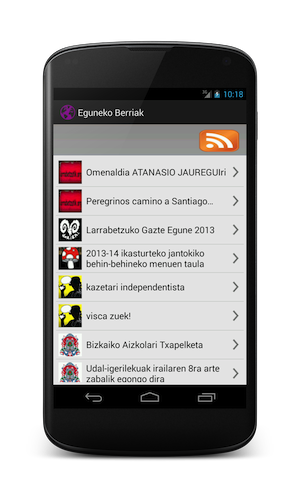 3G 10:18
Eguneko Berriak
Omenaldia ATANASIO JAUREGUIri
Peregrinos camino a Santiago...
Larrabetzuko Gazte Egune 2013
2013-14 ikasturteko jantokiko
behin-behineko menuen taula
kazetari independentista
visca zuek!
Bizkaiko Aizkolari Txapelketa
Udal-igerilekuak irailaren 8ra arte
zabalik egongo dira